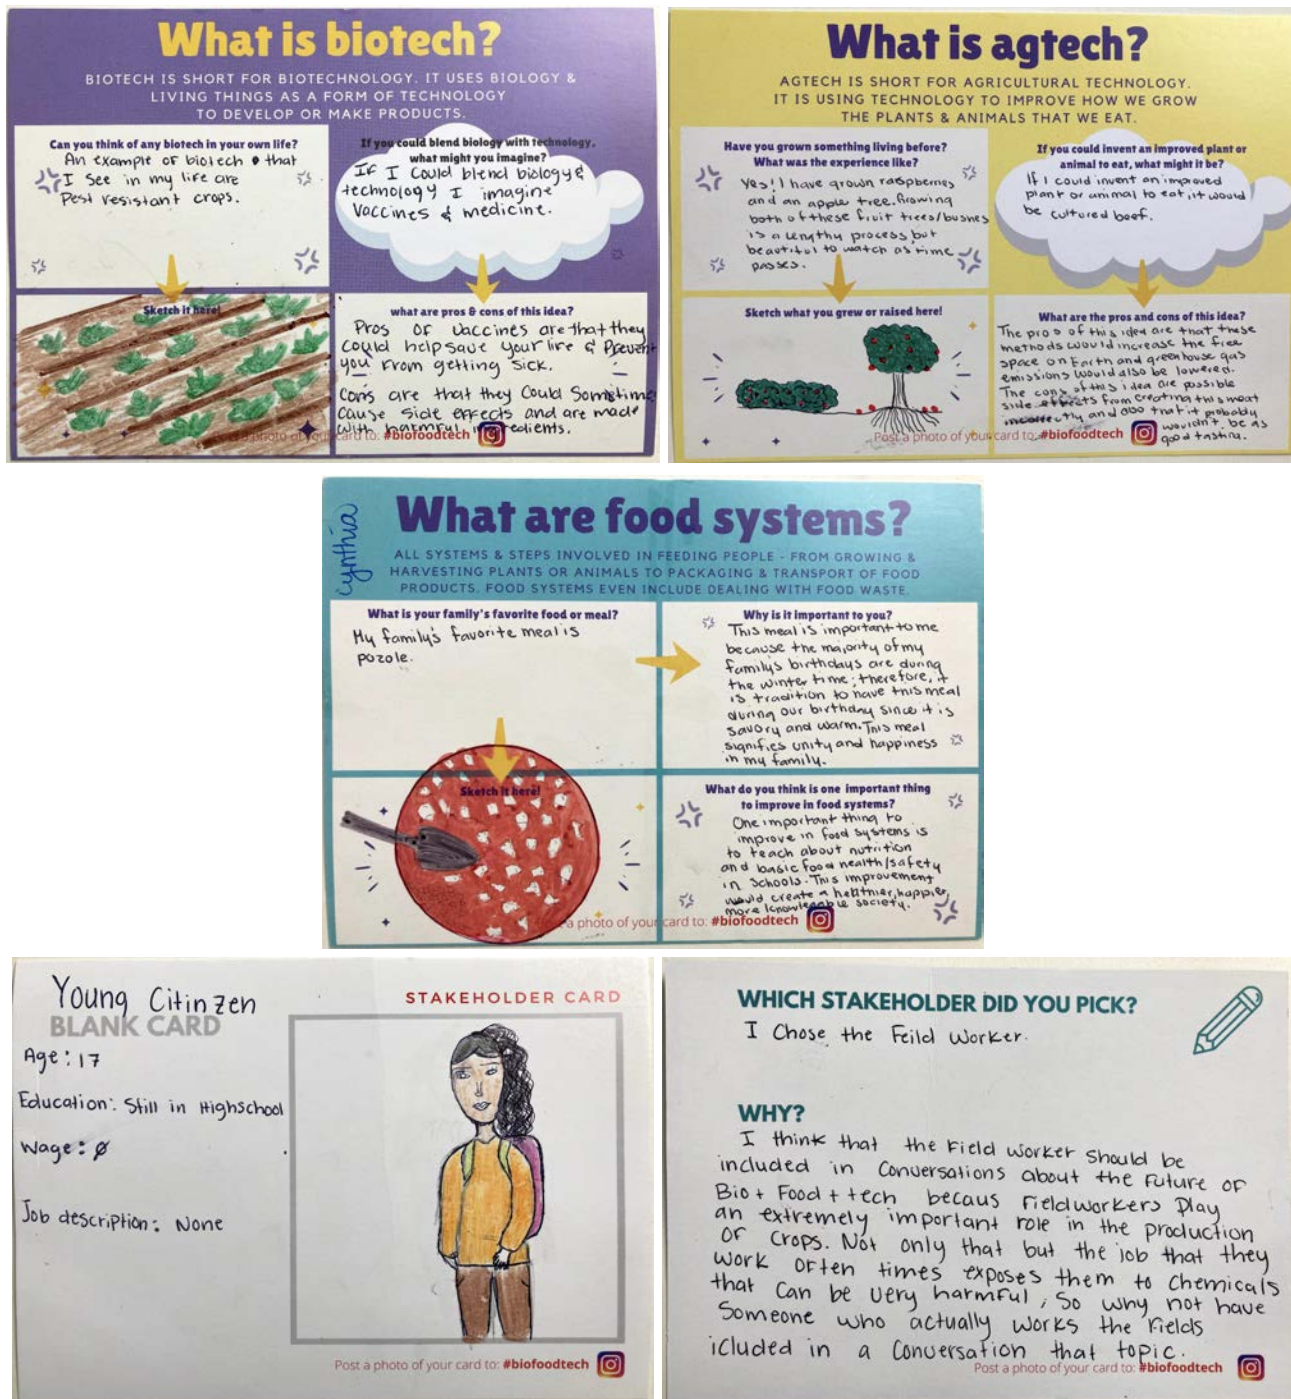 What is biotech?
BIOTECH IS SHORT FOR BIOTECHNOLOGY. IT USES BIOLOGY &
LIVING THINGS AS A FORM OF TECHNOLOGY
TO DEVELOP OR MAKE PRODUCTS.
Can you think of any biotech in your own life?
An example of biotech that
I see in my life are
Pest resistant crops.
If you could blend biology with technology,
what might you imagine?
If I could blend biology &
technology I imagine
vaccines & medicine.
Sketch it here!
what are pros & cons of this idea?
Pros of vaccines are that they
could help save your life & Prevent
you from getting sick.
Cons are that they could Sometime
cause side effects and are made
with harmful ingredients.
a photo of your card to: #biofoodtech
What is agtech?
AGTECH IS SHORT FOR AGRICULTURAL TECHNOLOGY.
IT IS USING TECHNOLOGY TO IMPROVE HOW WE GROW
THE PLANTS & ANIMALS THAT WE EAT.
Have you grown something living before?
What was the experience like?
Yes! I have grown raspberries
and an apple tree. Growing
both of these fruit trees/bushes
is a lengthy process but
beautiful to watch as time
passes.
If you could invent an improved plant or
animal to eat, what might it be?
If I could invent an improved
plant or animal to eat, it would
be cultured beef.
Sketch what you grew or raised here!
What are the pros and cons of this idea?
The pros of this idea are that these
methods would increase the free
space on Earth and greenhouse gas
emissions would also be lowered.
The cons of this idea are possible
side effects from creating this meat
incorrectly and also that it probably
wouldn't be as
good tasting.
Post a photo of your card to: #biofoodtech
Cynthia
What are food systems?
ALL SYSTEMS & STEPS INVOLVED IN FEEDING PEOPLE - FROM GROWING &
HARVESTING PLANTS OR ANIMALS TO PACKAGING & TRANSPORT OF FOOD
PRODUCTS. FOOD SYSTEMS EVEN INCLUDE DEALING WITH FOOD WASTE.
What is your family's favorite food or meal?
My family's favorite meal is
pozole.
Why is it important to you?
This meal is important to me
because the majority of my
family's birthdays are during
the winter time; therefore, it
is tradition to have this meal
during our birthday since it is
savory and warm. This meal
signifies unity and happiness
in my family.
Sketch it here!
What do you think is one important thing
to improve in food systems?
One important thing to
improve in food systems is
to teach about nutrition
and basic food health/safety
in schools. This improvement
would create a healthier, happier,
more knowledgable society.
a photo of your card to: #biofoodtech
Young Citinzen
BLANK CARD
STAKEHOLDER CARD
Age: 17
Education: Still in Highschool
Wage: ∅
Job description: None
Post a photo of your card to: #biofoodtech
WHICH STAKEHOLDER DID YOU PICK?
I Chose the Feild Worker.
WHY?
I think that the Field Worker should be
included in Conversations about the future of
Bio + Food + tech becaus fieldworkers Play
an extremely important role in the production
of crops. Not only that but the job that they
work often times exposes them to chemicals
that can be very harmful, So why not have
Someone who actually works the fields
icluded in a conversation that topic.
Post a photo of your card to: #biofoodtech